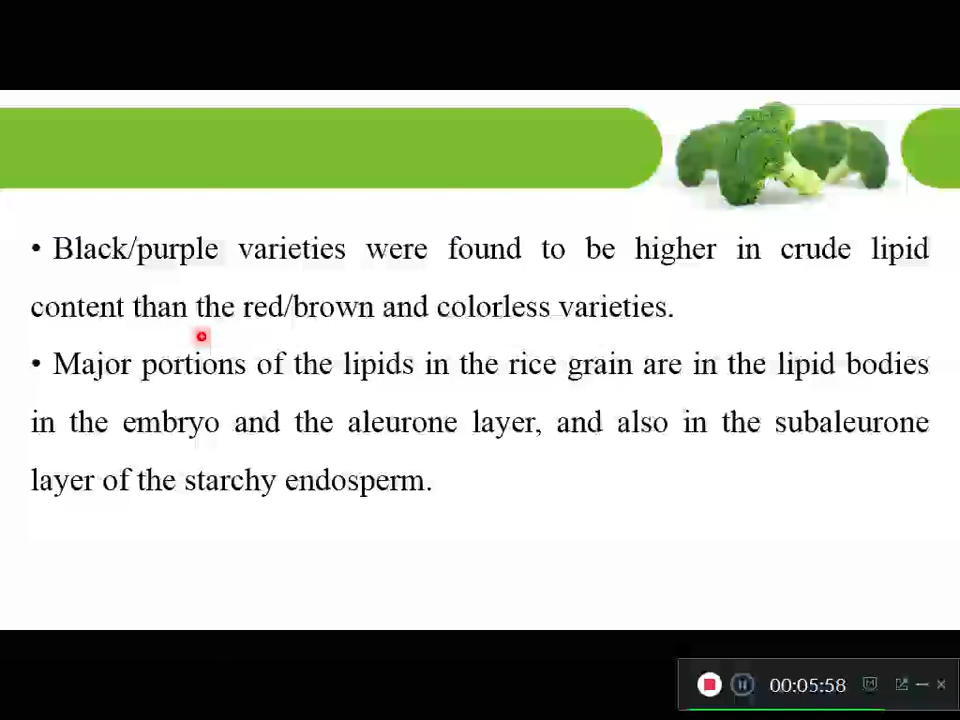 • Black/purple varieties were found to be higher in crude lipid
content than the red/brown and colorless varieties.
• Major portions of the lipids in the rice grain are in the lipid bodies
in the embryo and the aleurone layer, and also in the subaleurone
layer of the starchy endosperm.
00:05:58